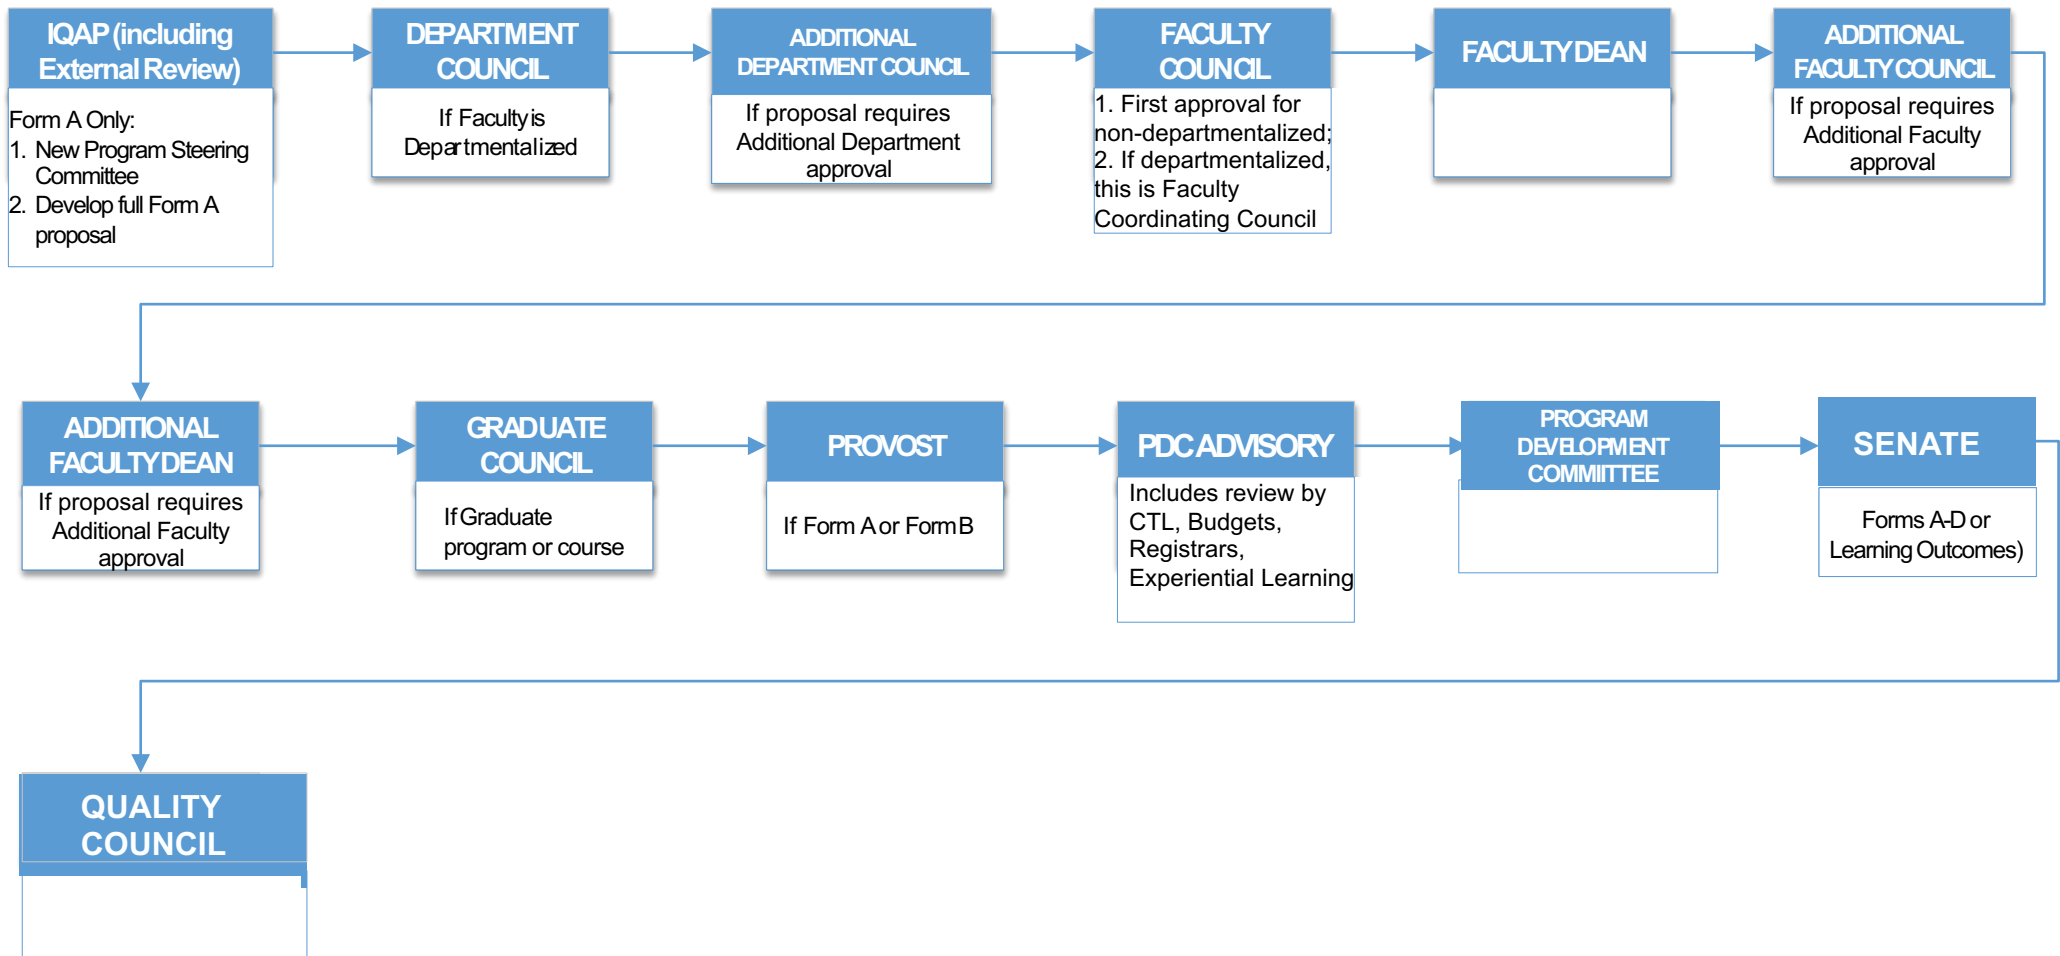 IQAP (including
External Review)
Form A Only:
1. New Program Steering
Committee
2. Develop full Form A
proposal
DEPARTMENT
COUNCIL
If Faculty is
Departmentalized
ADDITIONAL
DEPARTMENT COUNCIL
If proposal requires
Additional Department
approval
FACULTY
COUNCIL
1. First approval for
non-departmentalized;
2. If departmentalized,
this is Faculty
Coordinating Council
FACULTY DEAN
ADDITIONAL
FACULTY COUNCIL
If proposal requires
Additional Faculty
approval
ADDITIONAL
FACULTY DEAN
If proposal requires
Additional Faculty
approval
GRADUATE
COUNCIL
If Graduate
program or course
PROVOST
If Form A or Form B
PDC ADVISORY
Includes review by
CTL, Budgets,
Registrars,
Experiential Learning
PROGRAM
DEVELOPMENT
COMMIITTEE
SENATE
Forms A-D or
Learning Outcomes)
QUALITY
COUNCIL